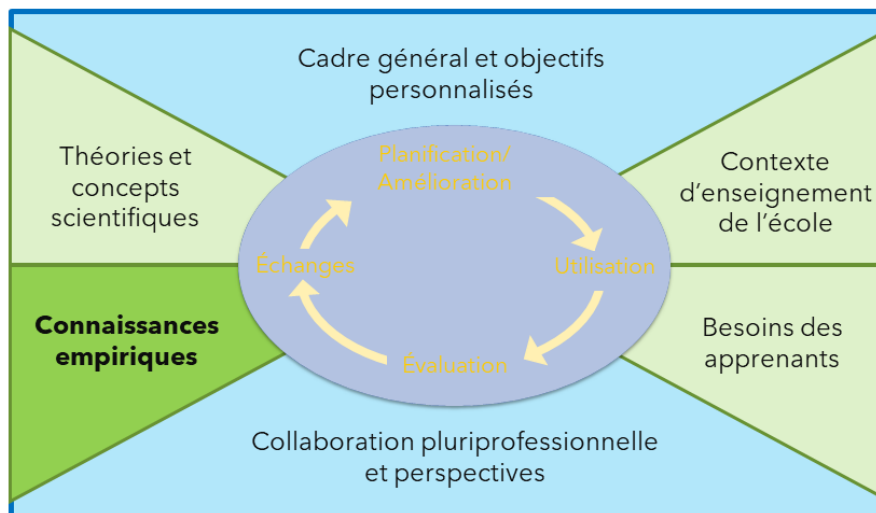 Cadre général et objectifs
personnalisés
Théories et
concepts
scientifiques
Planification/
Amélioration
Contexte
d’enseignement
de l’école
Échanges
Utilisation
Connaissances
empiriques
Évaluation
Besoins des
apprenants
Collaboration pluriprofessionnelle
et perspectives